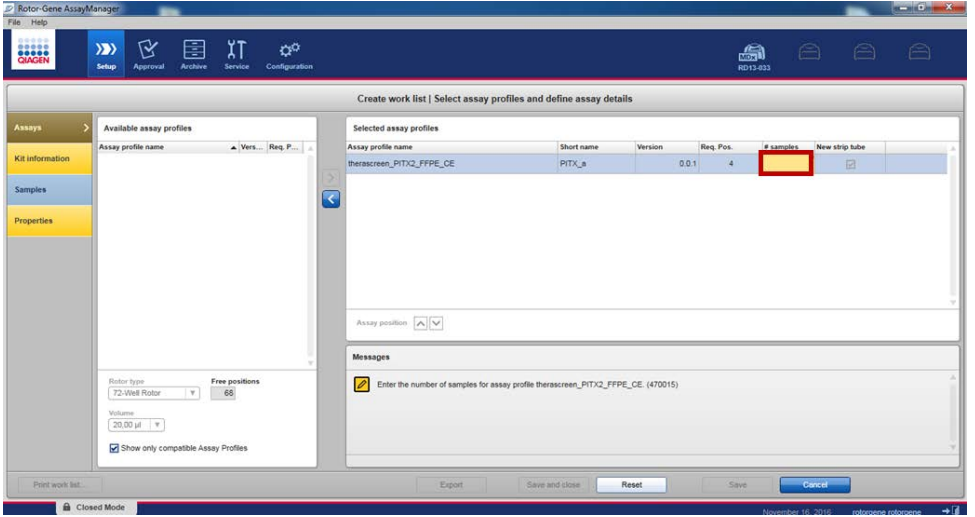 Rotor-Gene AssayManager
File Help
QIAGEN
Setup Approval Archive Service Configuration
MDx
RD13-033
Create work list | Select assay profiles and define assay details
Assays
Kit information
Samples
Properties
Available assay profiles
Assay profile name Vers... Req. P...
Selected assay profiles
Assay profile name Short name Version Req. Pos. # samples New strip tube
therascreen_PITX2_FFPE_CE PITX_a 0.0.1 4
Assay position
Rotor type Free positions
72-Well Rotor 68
Volume
20,00 µl
Show only compatible Assay Profiles
Messages
Enter the number of samples for assay profile therascreen_PITX2_FFPE_CE. (470015)
Print work list... Export Save and close Reset Save Cancel
Closed Mode November 16, 2016 rotorgene rotorgene